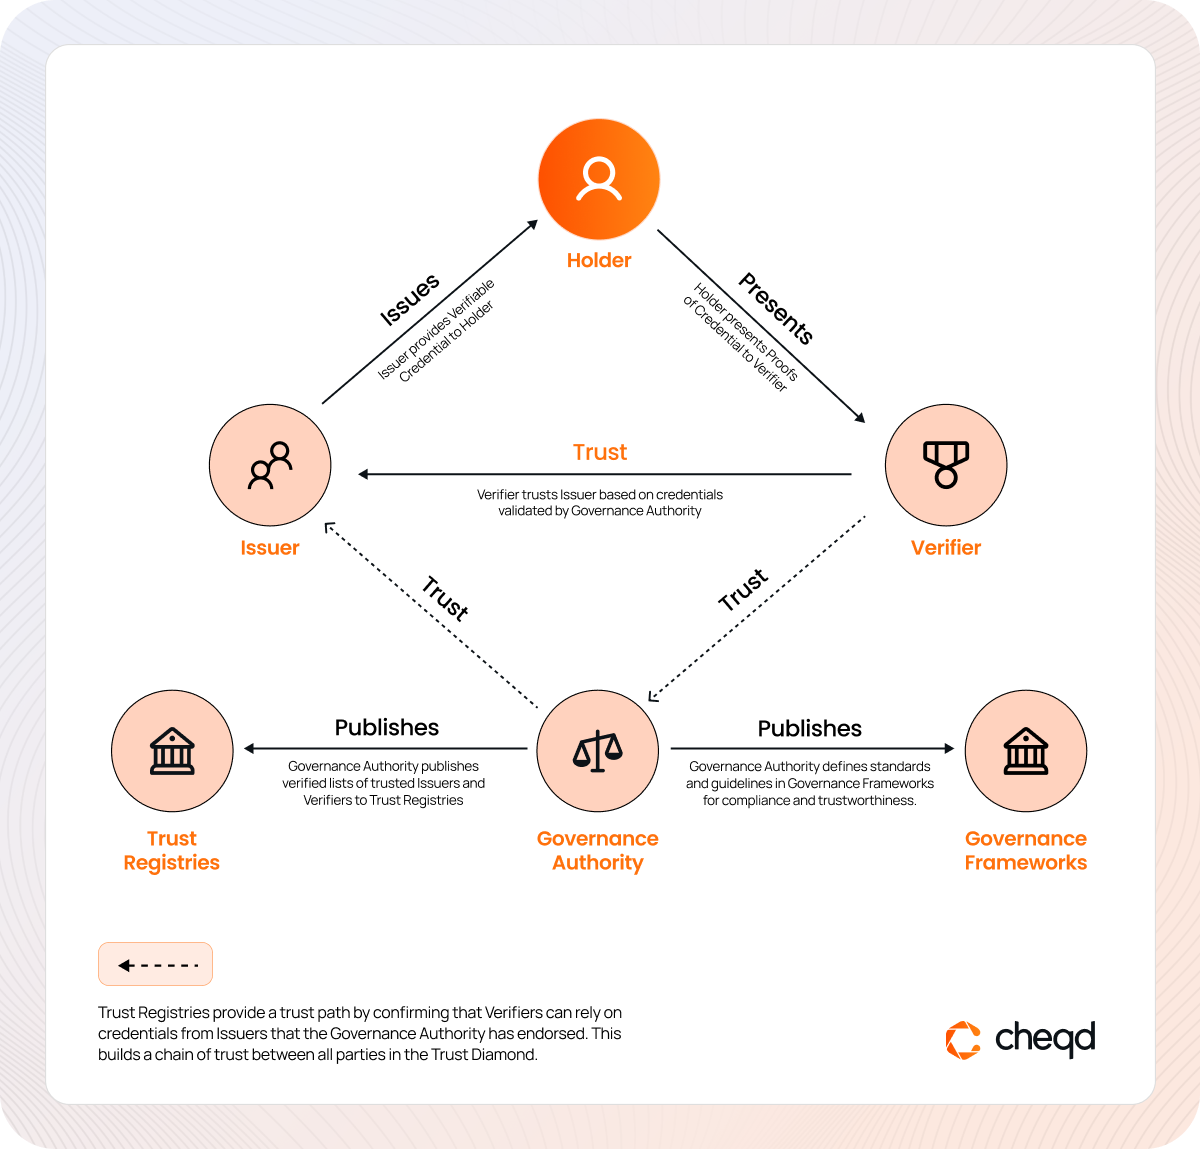 Holder
Issues
Issuer provides Verifiable
Credential to Holder
Presents
Holder presents Proofs
of Credential to Verifier
Trust
Verifier trusts Issuer based on credentials
validated by Governance Authority
Issuer
Verifier
Trust
Trust
Publishes
Governance Authority publishes
verified lists of trusted Issuers and
Verifiers to Trust Registries
Publishes
Governance Authority defines standards
and guidelines in Governance Frameworks
for compliance and trustworthiness.
Trust
Registries
Governance
Authority
Governance
Frameworks
Trust Registries provide a trust path by confirming that Verifiers can rely on
credentials from Issuers that the Governance Authority has endorsed. This
builds a chain of trust between all parties in the Trust Diamond.
cheqd